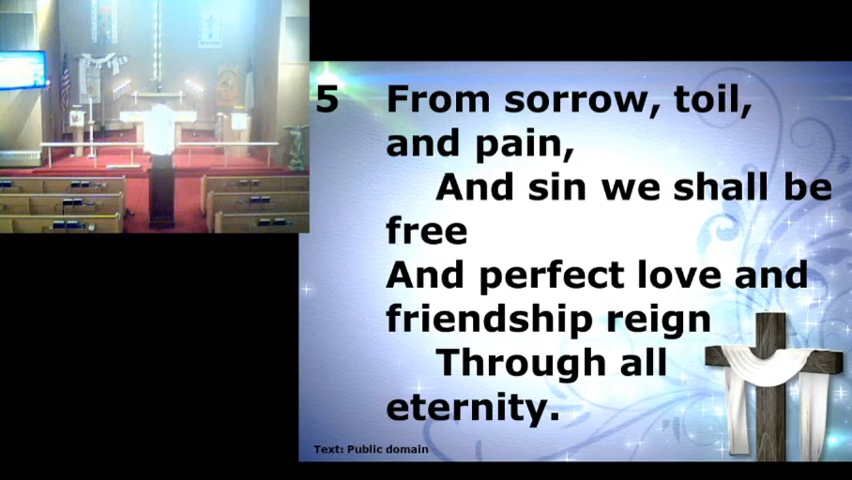 5 From sorrow, toil,
and pain,
And sin we shall be
free
And perfect love and
friendship reign
Through all
eternity.
Text: Public domain